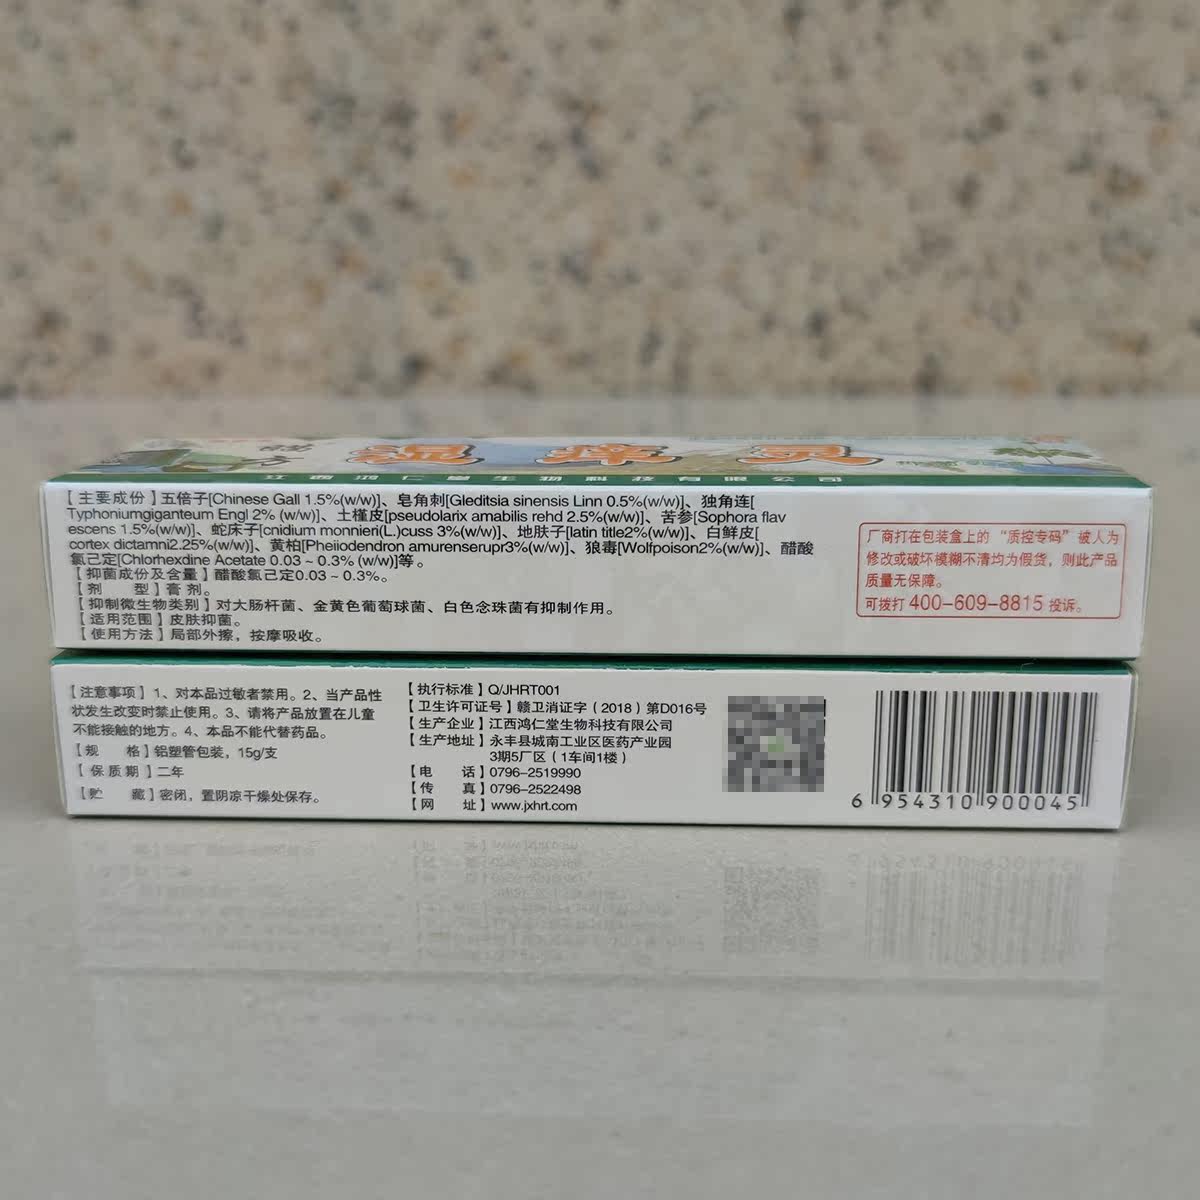 湿痒灵
【主要成份】五倍子[Chinese Gall 1.5%(w/w)]、皂角刺[Gleditsia sinensis Linn 0.5%(w/w)]、独角连[
Typhoniumgiganteum Engl 2% (w/w)]、土槿皮[pseudolarix amabilis rehd 2.5%(w/w)]、苦参[Sophora flav
escens 1.5%(w/w)]、蛇床子[cnidium monnieri(L.)cuss 3%(w/w)]、地肤子[latin title2%(w/w)]、白鲜皮[
cortex dictamni2.25%(w/w)]、黄柏[Pheiiodendron amurenserupr3%(w/w)]、狼毒[Wolfpoison2%(w/w)]、醋酸
氯己定[Chlorhexdine Acetate 0.03 ~ 0.3% (w/w)]等。
【抑菌成份及含量】醋酸氯己定0.03 ~ 0.3%。
【剂　　型】膏剂。
【抑制微生物类别】对大肠杆菌、金黄色葡萄球菌、白色念珠菌有抑制作用。
【适用范围】皮肤抑菌。
【使用方法】局部外擦，按摩吸收。
厂商打在包装盒上的“质控专码”被人为
修改或破坏模糊不清均为假货，则此产品
质量无保障。
可拨打 400-609-8815 投诉。
【注意事项】1、对本品过敏者禁用。2、当产品性
状发生改变时禁止使用。3、请将产品放置在儿童
不能接触的地方。4、本品不能代替药品。
【规　　格】铝塑管包装，15g/支
【保质期】二年
【贮　　藏】密闭，置阴凉干燥处保存。
【执行标准】Q/JHRT001
【卫生许可证号】赣卫消证字（2018）第D016号
【生产企业】江西鸿仁堂生物科技有限公司
【生产地址】永丰县城南工业区医药产业园
3期5厂区（1车间1楼）
【电　　话】0796-2519990
【传　　真】0796-2522498
【网　　址】www.jxhrt.com
6 954310 900045